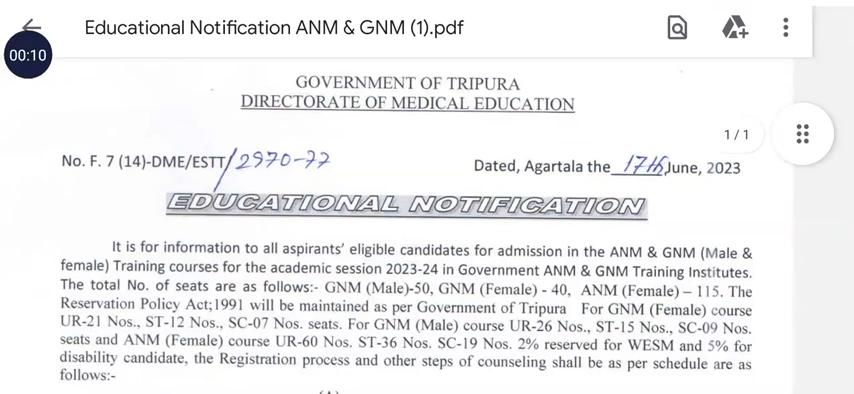 Educational Notification ANM & GNM (1).pdf
00:10
GOVERNMENT OF TRIPURA
DIRECTORATE OF MEDICAL EDUCATION
1/1
No. F. 7 (14)-DME/ESTT/2970-77 Dated, Agartala the 17th June, 2023
EDUCATIONAL NOTIFICATION
It is for information to all aspirants' eligible candidates for admission in the ANM & GNM (Male &
female) Training courses for the academic session 2023-24 in Government ANM & GNM Training Institutes.
The total No. of seats are as follows:- GNM (Male)-50, GNM (Female) - 40, ANM (Female) – 115. The
Reservation Policy Act;1991 will be maintained as per Government of Tripura For GNM (Female) course
UR-21 Nos., ST-12 Nos., SC-07 Nos. seats. For GNM (Male) course UR-26 Nos., ST-15 Nos., SC-09 Nos.
seats and ANM (Female) course UR-60 Nos. ST-36 Nos. SC-19 Nos. 2% reserved for WESM and 5% for
disability candidate, the Registration process and other steps of counseling shall be as per schedule are as
follows:-